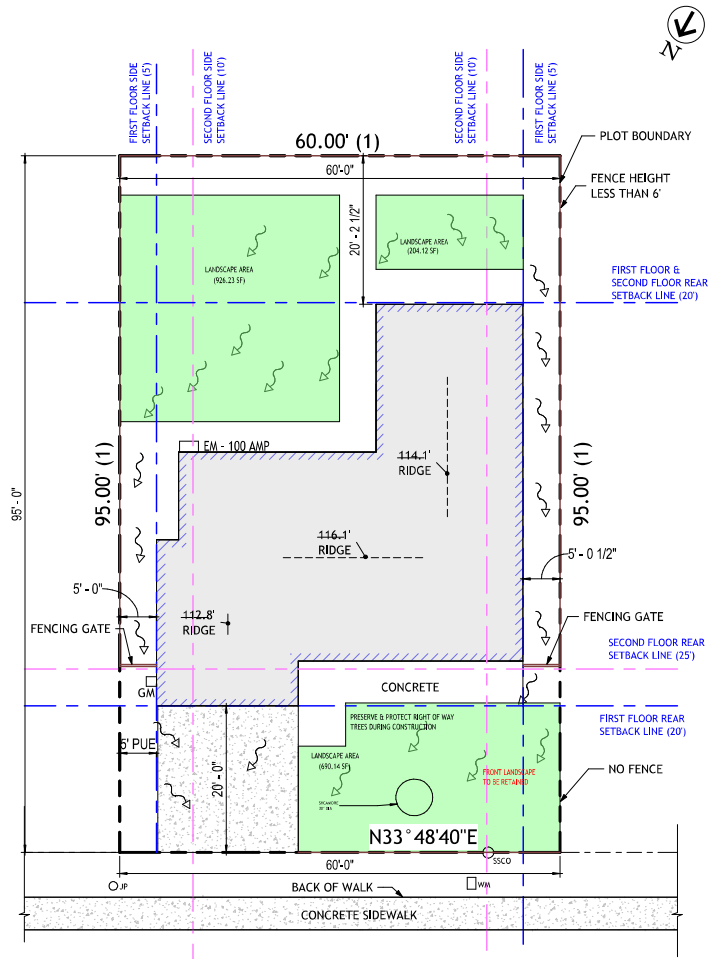 N
FIRST FLOOR SIDE
SETBACK LINE (5')
SECOND FLOOR SIDE
SETBACK LINE (10')
SECOND FLOOR SIDE
SETBACK LINE (10')
FIRST FLOOR SIDE
SETBACK LINE (5')
60.00' (1)
60'-0"
PLOT BOUNDARY
FENCE HEIGHT
LESS THAN 6'
20' - 2 1/2"
LANDSCAPE AREA
(926.23 SF)
LANDSCAPE AREA
(204.12 SF)
FIRST FLOOR &
SECOND FLOOR REAR
SETBACK LINE (20')
EM - 100 AMP
114.1'
RIDGE
95.00' (1)
95.00' (1)
95' - 0"
116.1'
RIDGE
5' - 0 1/2"
5' - 0"
112.8'
RIDGE
FENCING GATE
FENCING GATE
SECOND FLOOR REAR
SETBACK LINE (25')
GM
CONCRETE
PRESERVE & PROTECT RIGHT OF WAY
TREES DURING CONSTRUCTION
FIRST FLOOR REAR
SETBACK LINE (20')
5' PUE
20' - 0"
LANDSCAPE AREA
(690.14 SF)
FRONT LANDSCAPE
TO BE RETAINED
NO FENCE
SYCAMORE
N33°48'40"E
SSCO
60'-0"
JP
BACK OF WALK
WM
CONCRETE SIDEWALK